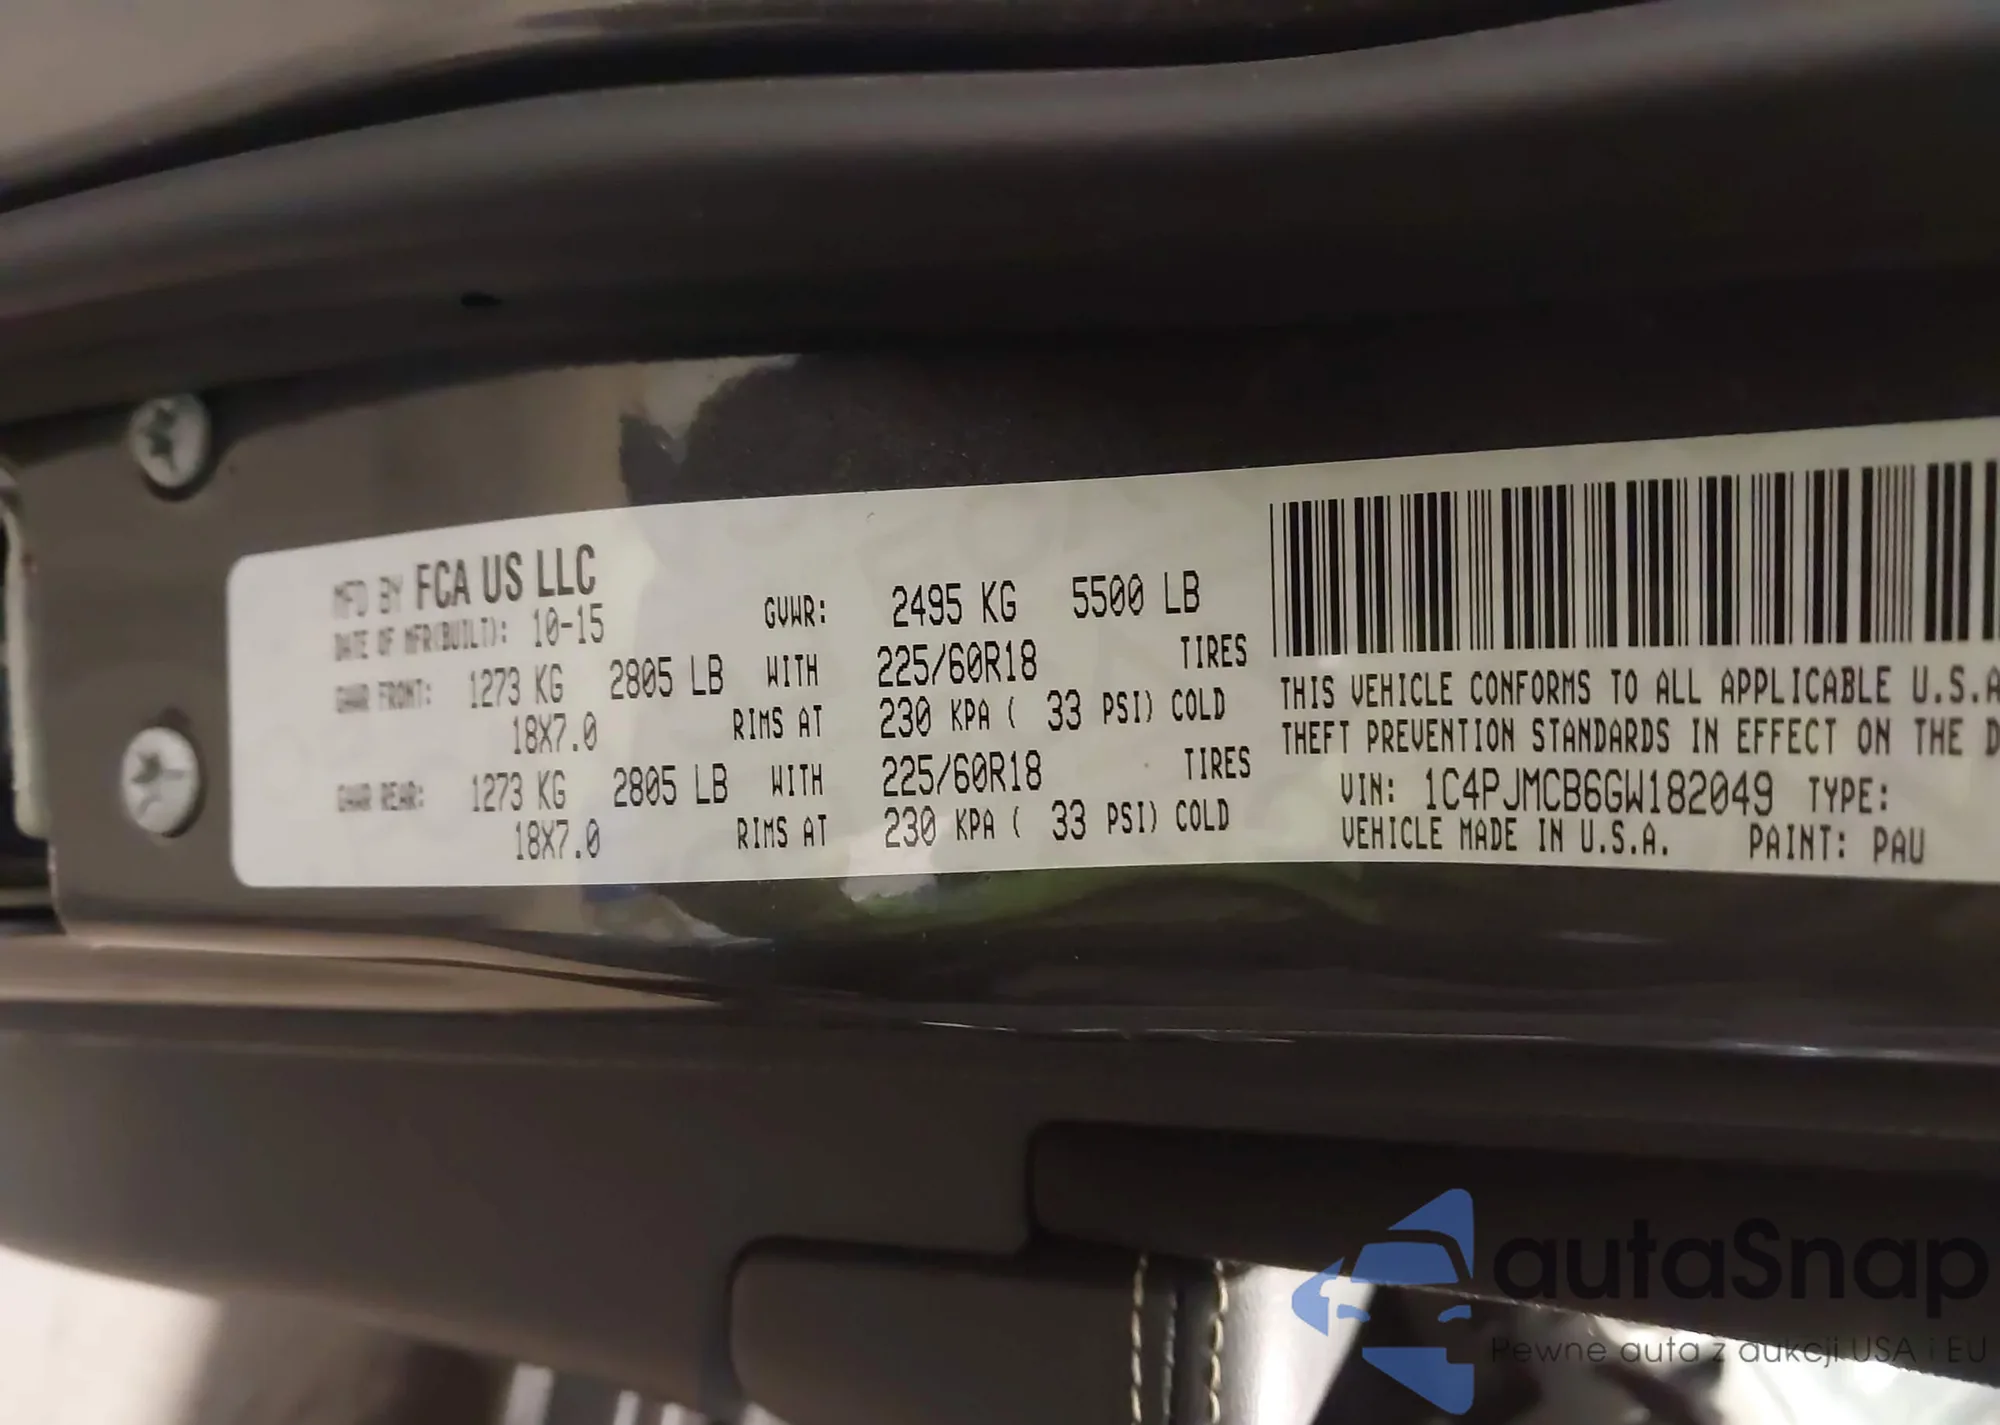 MFD BY FCA US LLC
DATE OF MFR(BUILT): 10-15 GVWR: 2495 KG 5500 LB
GAWR FRONT: 1273 KG 2805 LB WITH 225/60R18 TIRES
18X7.0 RIMS AT 230 KPA ( 33 PSI) COLD
GAWR REAR: 1273 KG 2805 LB WITH 225/60R18 TIRES
18X7.0 RIMS AT 230 KPA ( 33 PSI) COLD
THIS VEHICLE CONFORMS TO ALL APPLICABLE U.S.A
THEFT PREVENTION STANDARDS IN EFFECT ON THE D
VIN: 1C4PJMCB6GW182049 TYPE:
VEHICLE MADE IN U.S.A. PAINT: PAU
autaSnap
Pewne auta z aukcji USA i EU